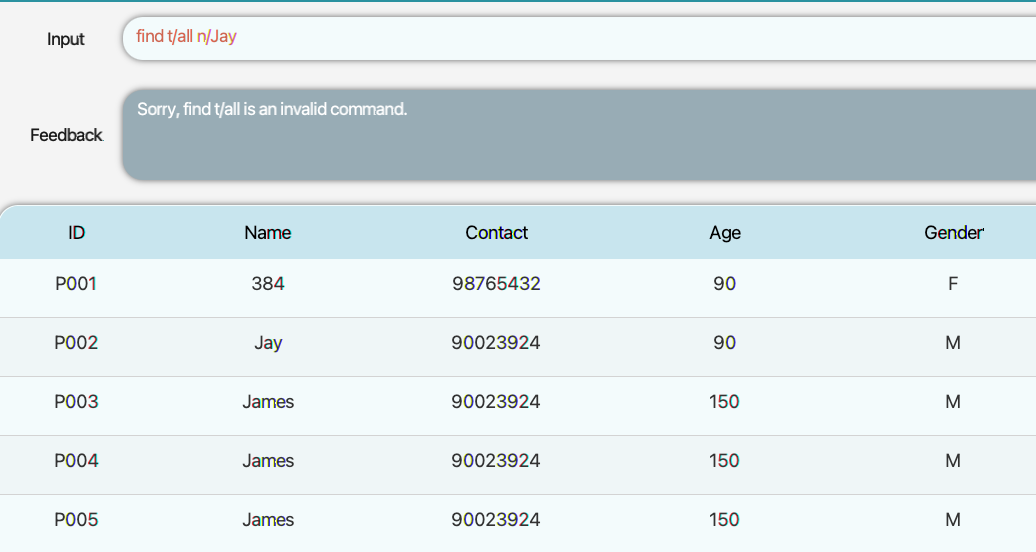 Input find t/all n/Jay
Sorry, find t/all is an invalid command.
Feedback
ID Name Contact Age Gender
P001 384 98765432 90 F
P002 Jay 90023924 90 M
P003 James 90023924 150 M
P004 James 90023924 150 M
P005 James 90023924 150 M